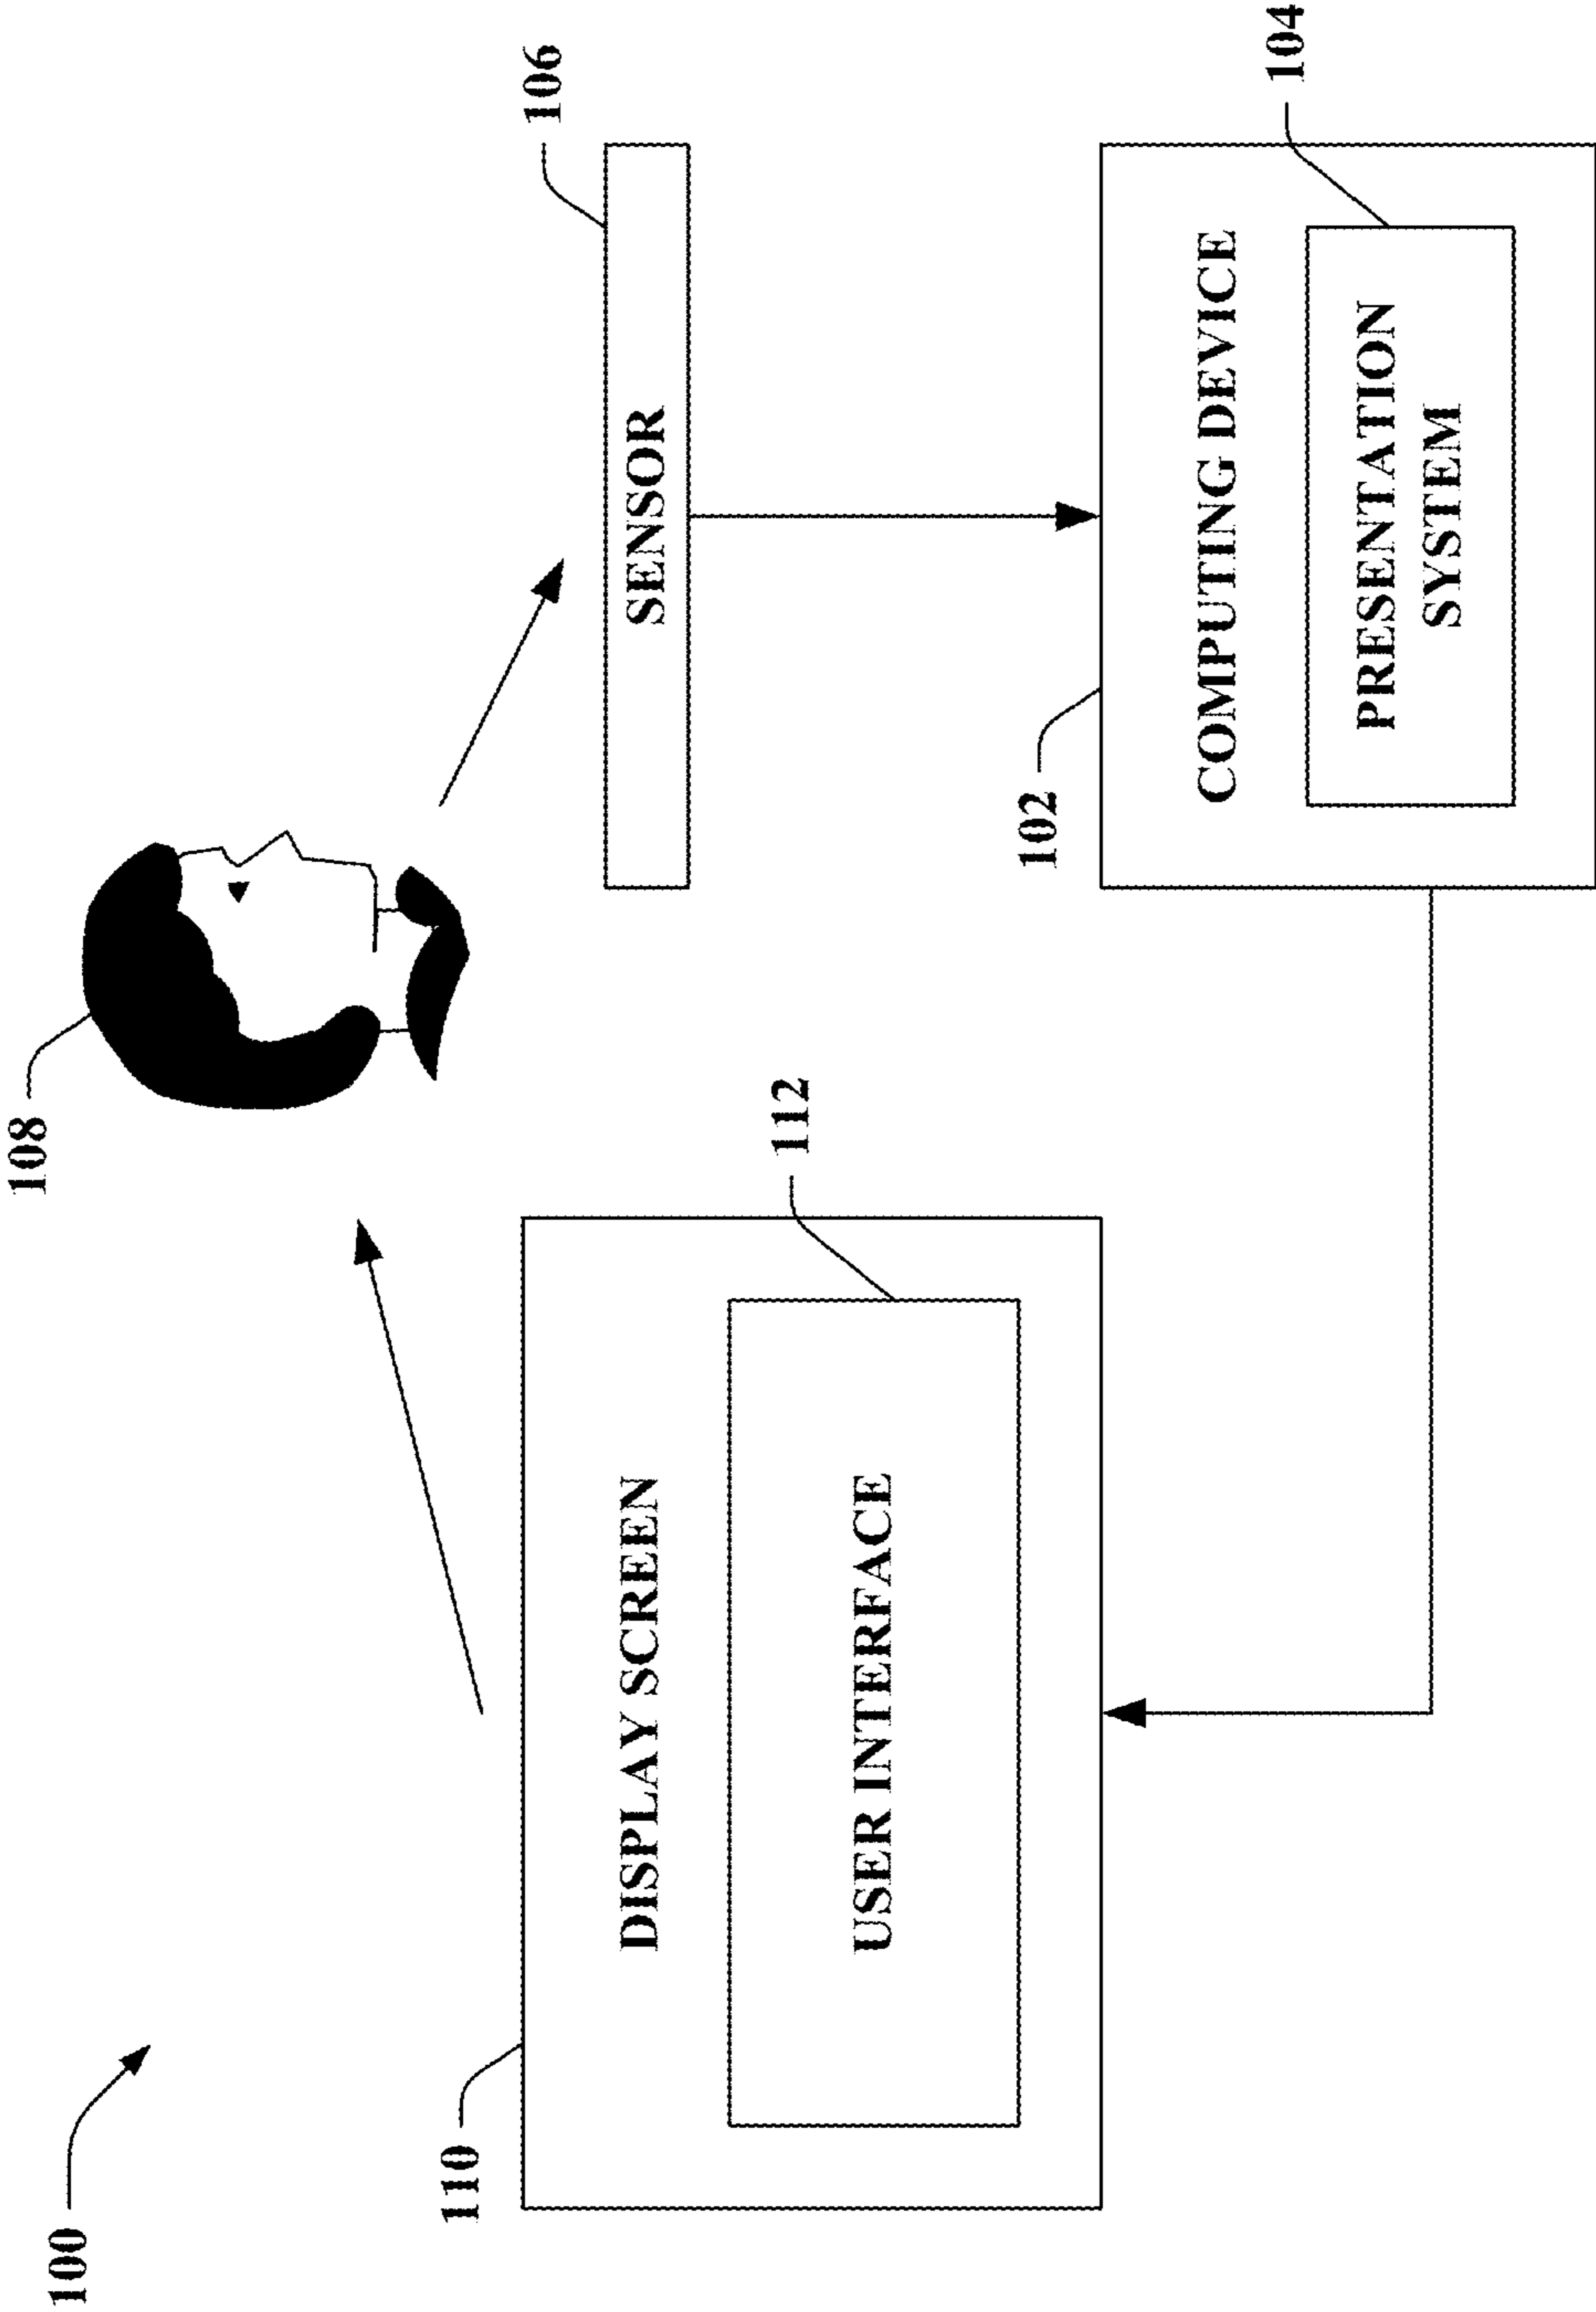 100
108
106
110
DISPLAY SCREEN
112
USER INTERFACE
SENSOR
102
COMPUTING DEVICE
104
PRESENTATION
SYSTEM